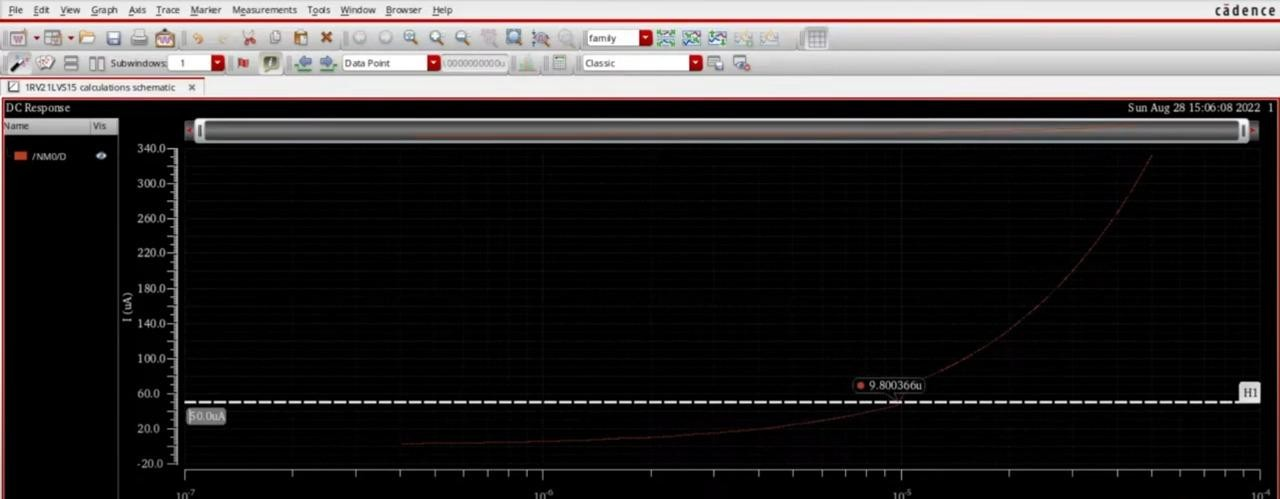 File Edit View Graph Axis Trace Marker Measurements Tools Window Browser Help
cādence
family
Subwindows: 1
Data Point
Classic
1RV21LVS15 calculations schematic
DC Response
Sun Aug 28 15:06:08 2022 1
Name Vis
/NM0/D
340.0
300.0
260.0
220.0
180.0
I (uA)
140.0
100.0
9.800366u
60.0
H1
50.0uA
20.0
-20.0
10-7 10-6 10-5 10-4